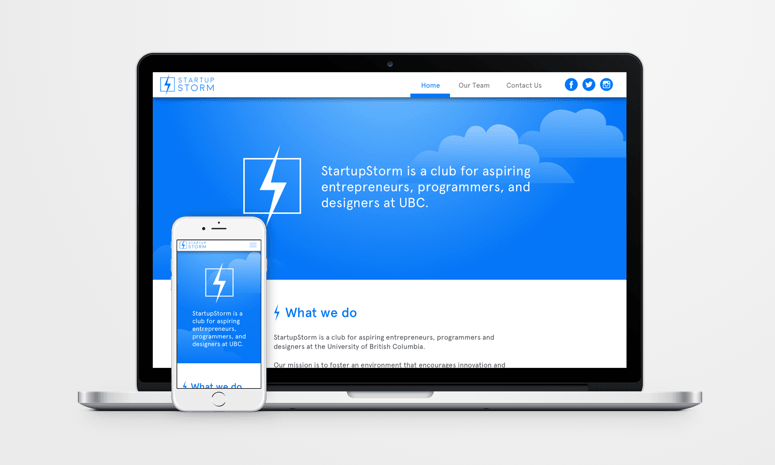 STARTUP
STORM
Home
Our Team
Contact Us
StartupStorm is a club for aspiring
entrepreneurs, programmers, and
designers at UBC.
What we do
StartupStorm is a club for aspiring entrepreneurs, programmers and
designers at the University of British Columbia.
Our mission is to foster an environment that encourages innovation and
STARTUP
STORM
StartupStorm is a
club for aspiring
entrepreneurs,
programmers, and
designers at UBC.
What we do